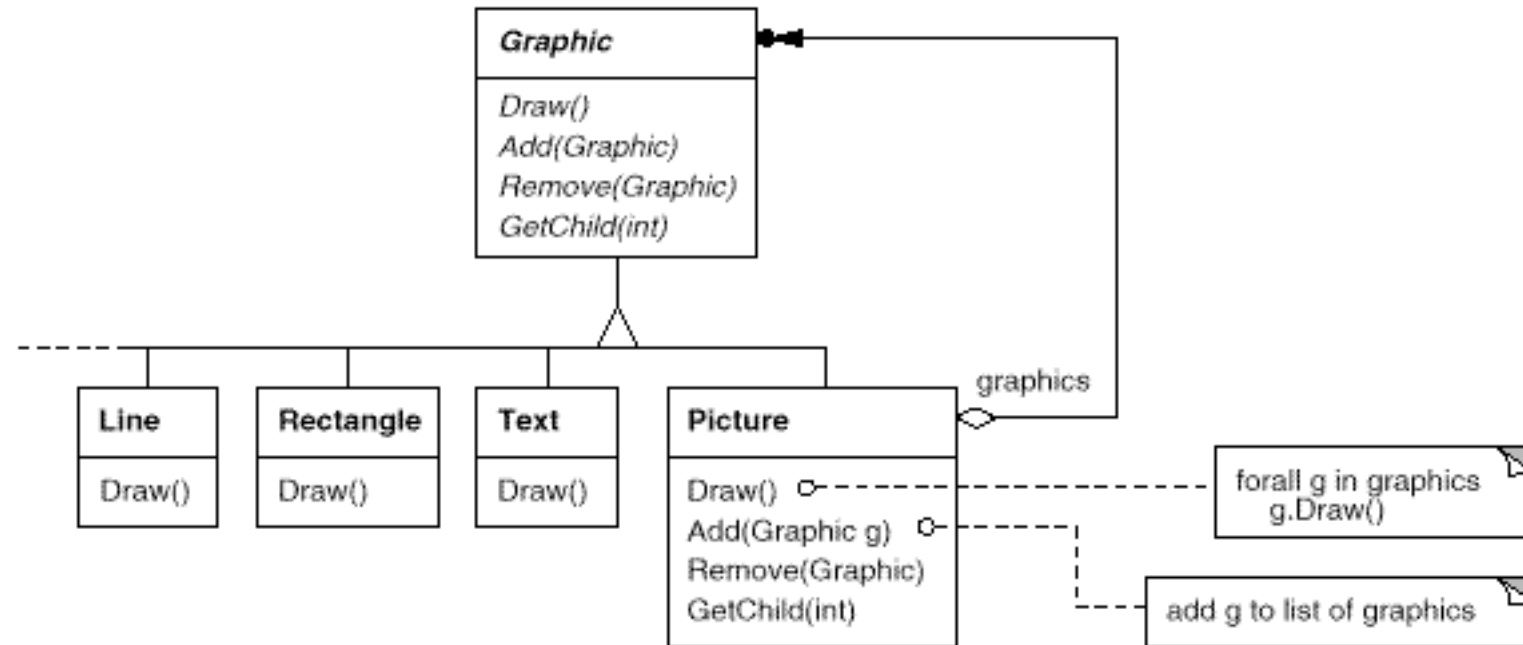 Graphic
Draw()
Add(Graphic)
Remove(Graphic)
GetChild(int)
graphics
Line
Draw()
Rectangle
Draw()
Text
Draw()
Picture
Draw()
Add(Graphic g)
Remove(Graphic)
GetChild(int)
forall g in graphics
g.Draw()
add g to list of graphics